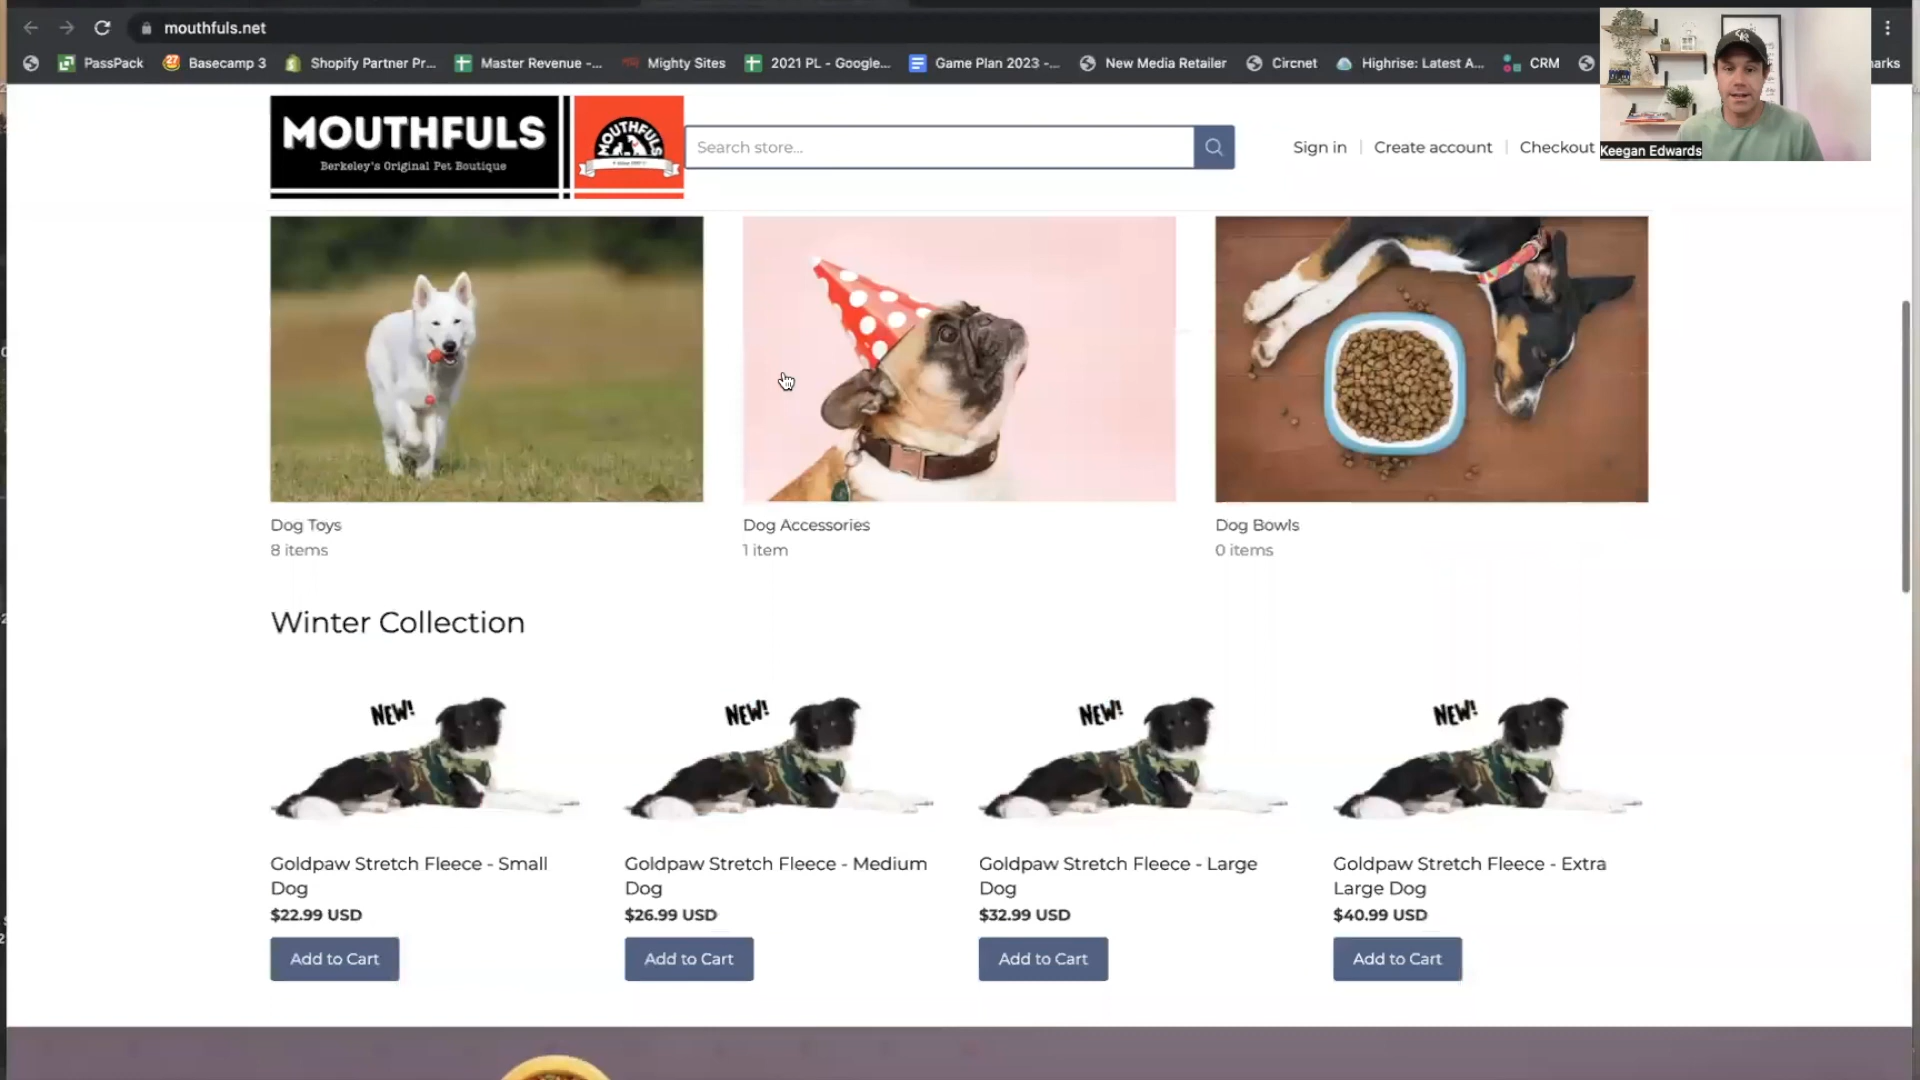 mouthfuls.net
PassPack
Basecamp 3
Shopify Partner Pr...
Master Revenue -...
Mighty Sites
2021 PL - Google...
Game Plan 2023 -...
New Media Retailer
Circnet
Highrise: Latest A...
CRM
arks
Keegan Edwards
MOUTHFULS
Berkeley's Original Pet Boutique
MOUTHFULS
Search store...
Sign in
Create account
Checkout
Dog Toys
8 items
Dog Accessories
1 item
Dog Bowls
0 items
Winter Collection
NEW!
NEW!
NEW!
NEW!
Goldpaw Stretch Fleece - Small
Dog
$22.99 USD
Add to Cart
Goldpaw Stretch Fleece - Medium
Dog
$26.99 USD
Add to Cart
Goldpaw Stretch Fleece - Large
Dog
$32.99 USD
Add to Cart
Goldpaw Stretch Fleece - Extra
Large Dog
$40.99 USD
Add to Cart